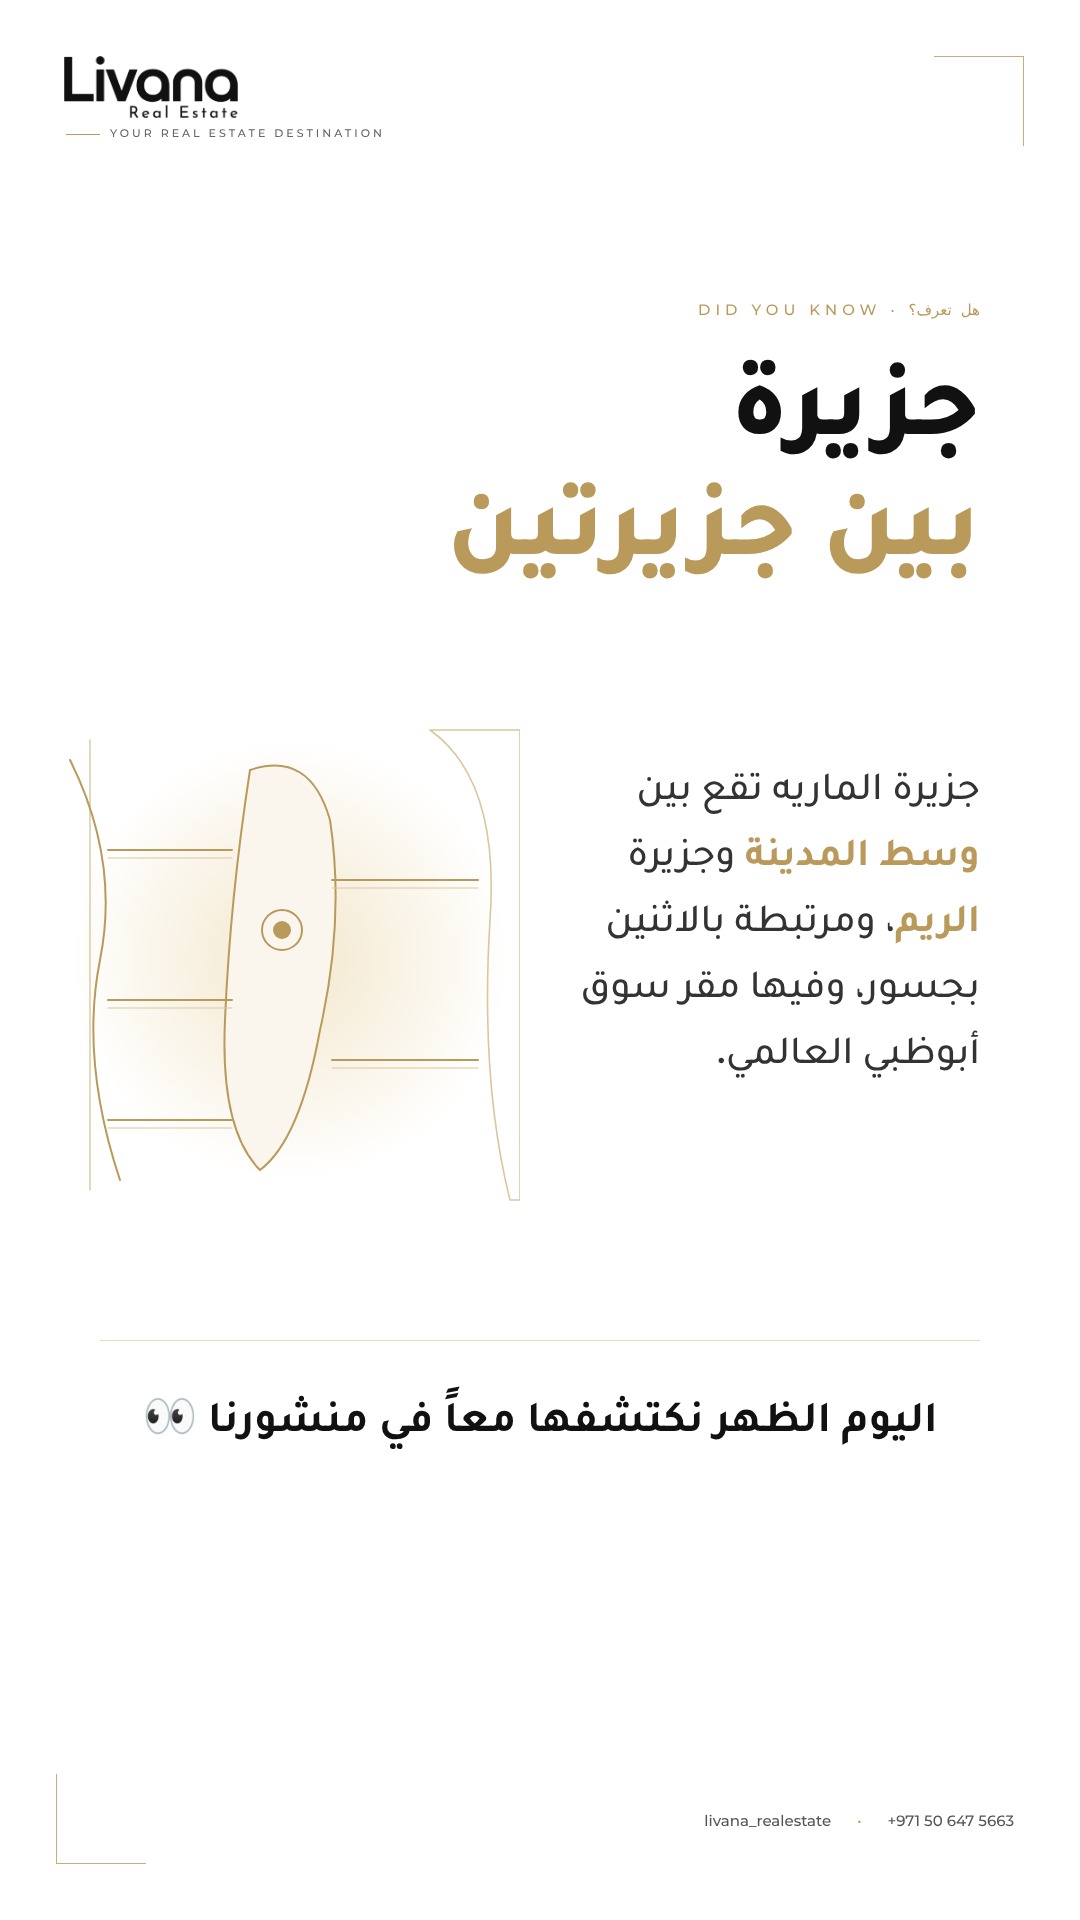 Livana
Real Estate
YOUR REAL ESTATE DESTINATION
هل تعرف؟ · DID YOU KNOW
جزيرة
بين جزيرتين
جزيرة الماريه تقع بين
وسط المدينة وجزيرة
الريم، ومرتبطة بالاثنين
بجسور، وفيها مقر سوق
أبوظبي العالمي.
اليوم الظهر نكتشفها معاً في منشورنا 👀
livana_realestate · +971 50 647 5663